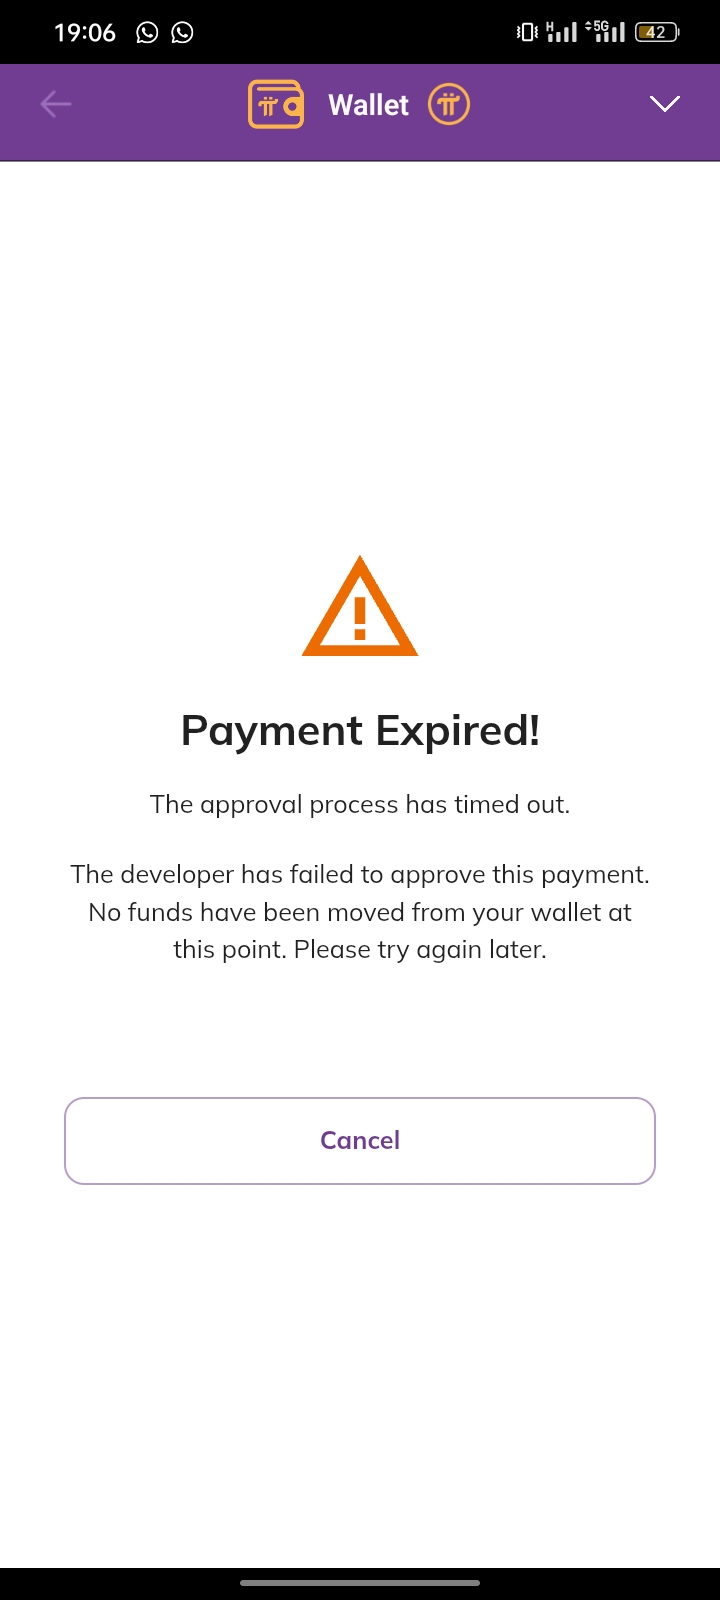 19:06
H
5G
42
Wallet
Payment Expired!
The approval process has timed out.
The developer has failed to approve this payment.
No funds have been moved from your wallet at
this point. Please try again later.
Cancel